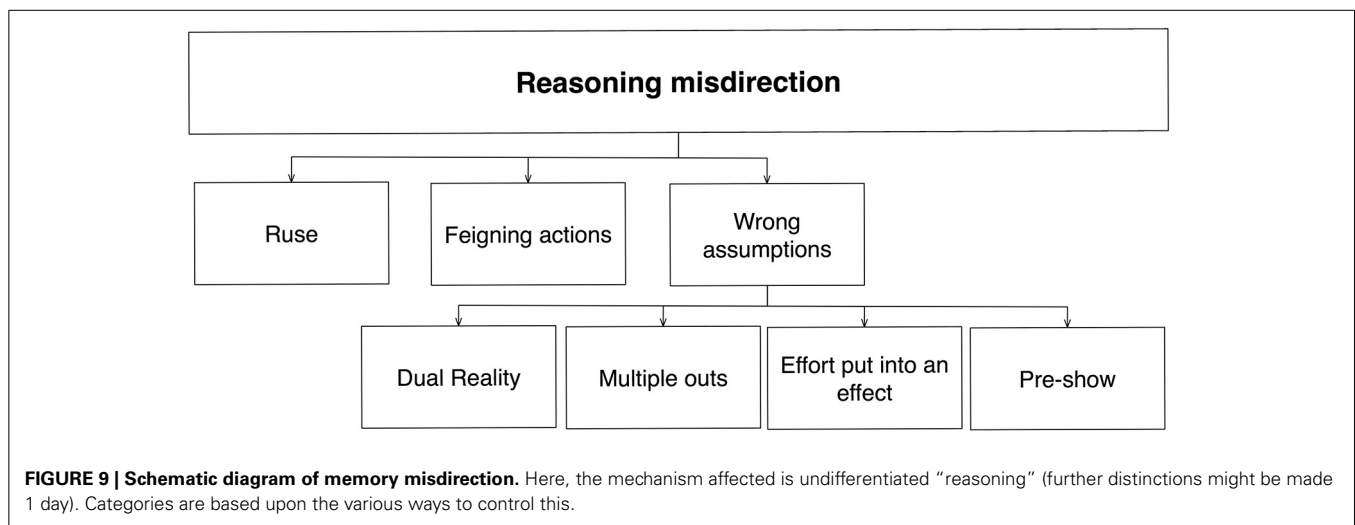 Reasoning misdirection
Ruse
Feigning actions
Wrong
assumptions
Dual Reality
Multiple outs
Effort put into an
effect
Pre-show
FIGURE 9 | Schematic diagram of memory misdirection. Here, the mechanism affected is undifferentiated “reasoning” (further distinctions might be made
1 day). Categories are based upon the various ways to control this.